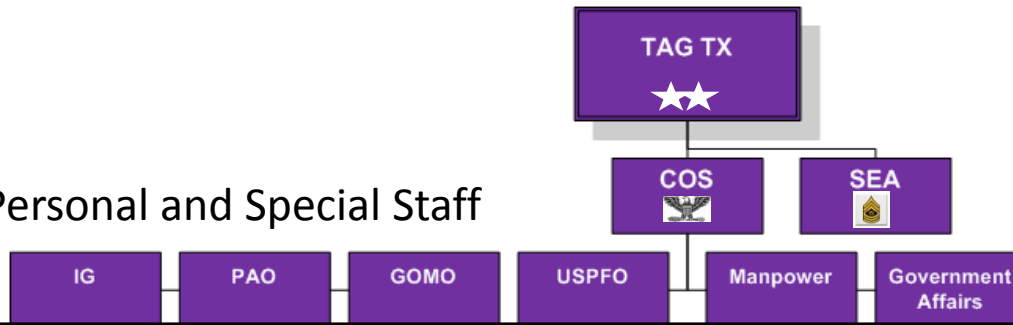 TAG TX
COS
SEA
Personal and Special Staff
IG
PAO
GOMO
USPFO
Manpower
Government
Affairs